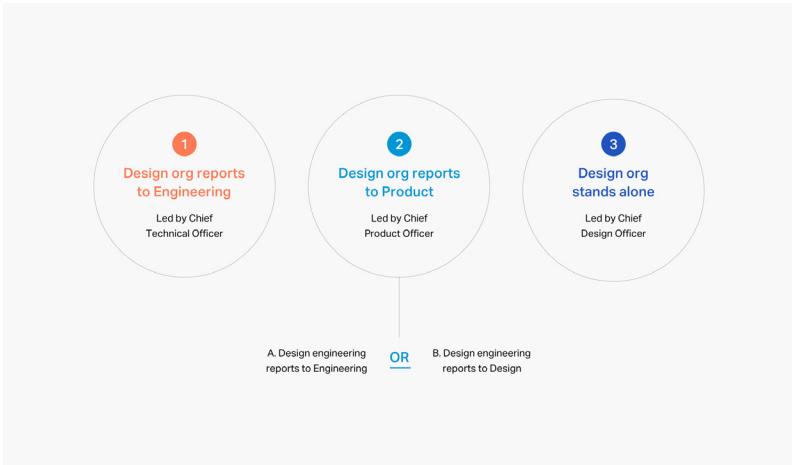 1
Design org reports
to Engineering
Led by Chief
Technical Officer
2
Design org reports
to Product
Led by Chief
Product Officer
3
Design org
stands alone
Led by Chief
Design Officer
A. Design engineering
reports to Engineering
OR
B. Design engineering
reports to Design